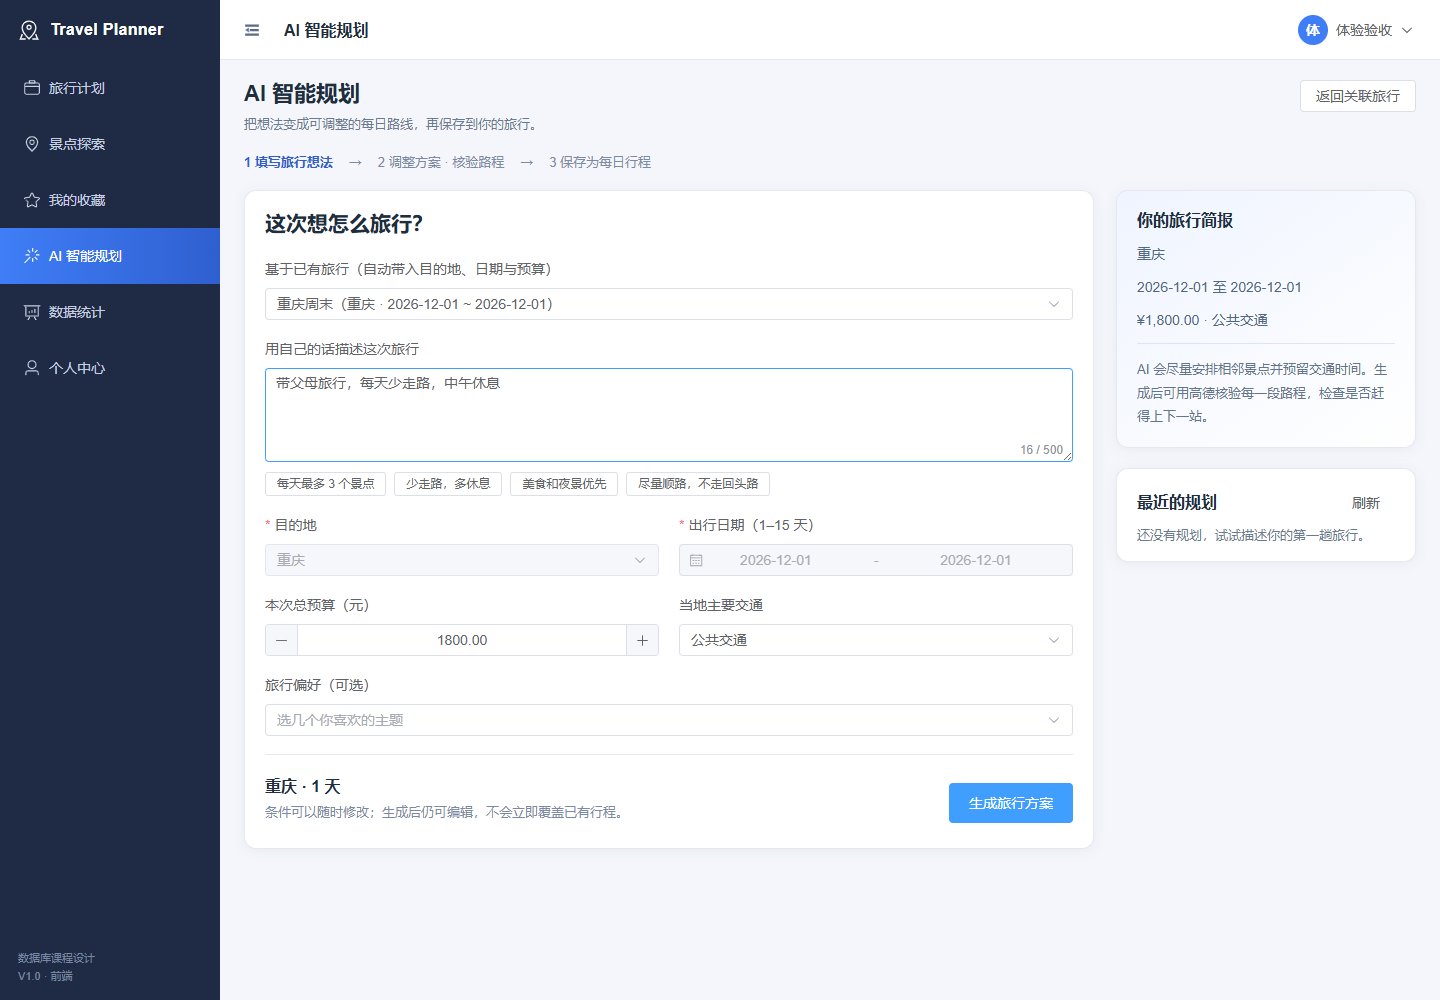 Travel Planner
旅行计划
景点探索
我的收藏
AI 智能规划
数据统计
个人中心
数据库课程设计
V1.0 · 前端
AI 智能规划
体
体验验收
AI 智能规划
把想法变成可调整的每日路线，再保存到你的旅行。
返回关联旅行
1 填写旅行想法 → 2 调整方案 · 核验路程 → 3 保存为每日行程
这次想怎么旅行？
基于已有旅行（自动带入目的地、日期与预算）
重庆周末（重庆 · 2026-12-01 ~ 2026-12-01）
用自己的话描述这次旅行
带父母旅行，每天少走路，中午休息
16 / 500
每天最多 3 个景点 少走路，多休息 美食和夜景优先 尽量顺路，不走回头路
* 目的地
重庆
* 出行日期（1–15 天）
2026-12-01 - 2026-12-01
本次总预算（元）
1800.00
当地主要交通
公共交通
旅行偏好（可选）
选几个你喜欢的主题
重庆 · 1 天
条件可以随时修改；生成后仍可编辑，不会立即覆盖已有行程。
生成旅行方案
你的旅行简报
重庆
2026-12-01 至 2026-12-01
¥1,800.00 · 公共交通
AI 会尽量安排相邻景点并预留交通时间。生
成后可用高德核验每一段路程，检查是否赶
得上下一站。
最近的规划
刷新
还没有规划，试试描述你的第一趟旅行。